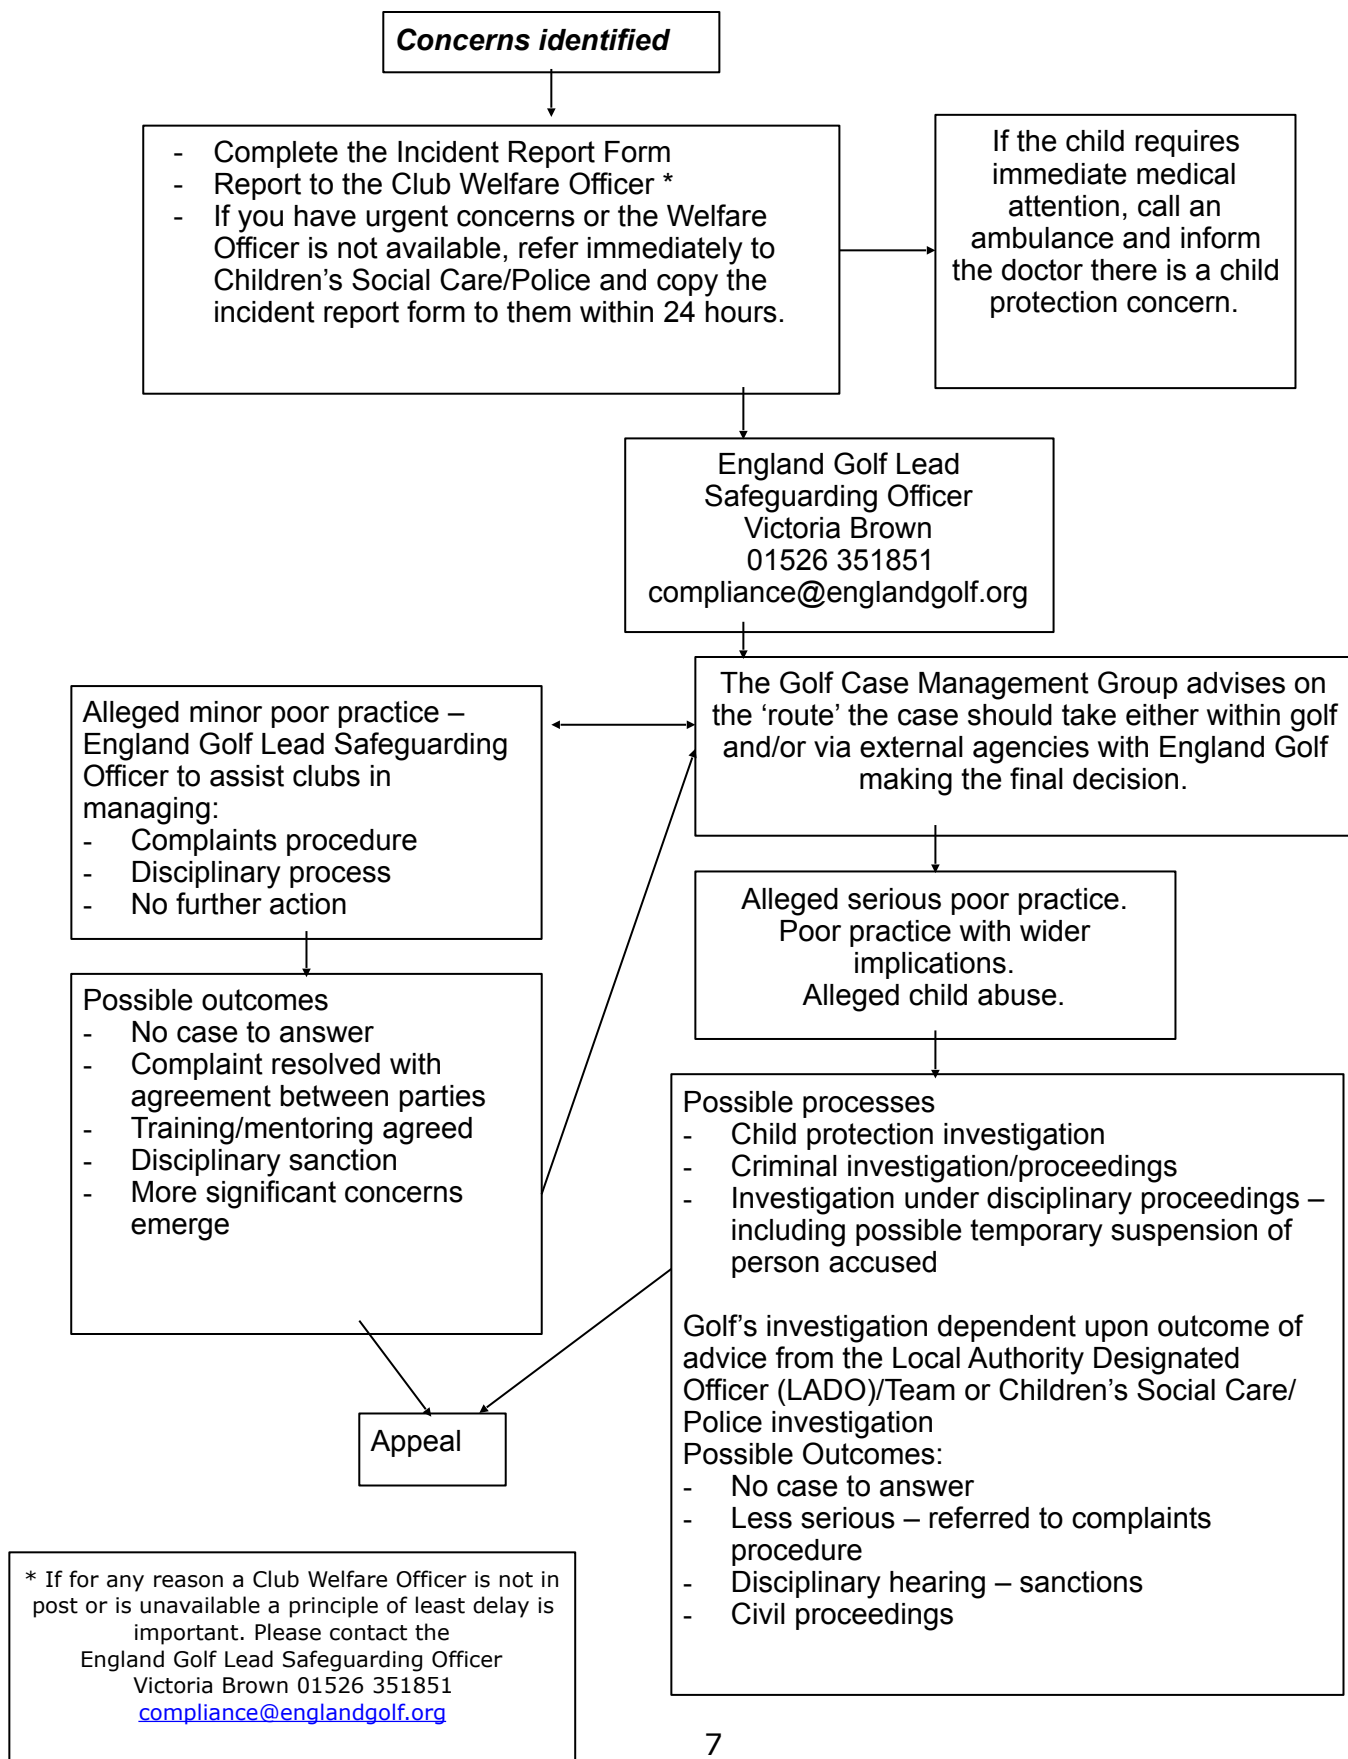 Concerns identified
- Complete the Incident Report Form
- Report to the Club Welfare Officer *
- If you have urgent concerns or the Welfare
Officer is not available, refer immediately to
Children’s Social Care/Police and copy the
incident report form to them within 24 hours.
If the child requires
immediate medical
attention, call an
ambulance and inform
the doctor there is a child
protection concern.
England Golf Lead
Safeguarding Officer
Victoria Brown
01526 351851
compliance@englandgolf.org
The Golf Case Management Group advises on
the ‘route’ the case should take either within golf
and/or via external agencies with England Golf
making the final decision.
Alleged minor poor practice –
England Golf Lead Safeguarding
Officer to assist clubs in
managing:
- Complaints procedure
- Disciplinary process
- No further action
Alleged serious poor practice.
Poor practice with wider
implications.
Alleged child abuse.
Possible outcomes
- No case to answer
- Complaint resolved with
agreement between parties
- Training/mentoring agreed
- Disciplinary sanction
- More significant concerns
emerge
Possible processes
- Child protection investigation
- Criminal investigation/proceedings
- Investigation under disciplinary proceedings –
including possible temporary suspension of
person accused
Golf’s investigation dependent upon outcome of
advice from the Local Authority Designated
Officer (LADO)/Team or Children’s Social Care/
Police investigation
Possible Outcomes:
- No case to answer
- Less serious – referred to complaints
procedure
- Disciplinary hearing – sanctions
- Civil proceedings
Appeal
* If for any reason a Club Welfare Officer is not in
post or is unavailable a principle of least delay is
important. Please contact the
England Golf Lead Safeguarding Officer
Victoria Brown 01526 351851
compliance@englandgolf.org
7